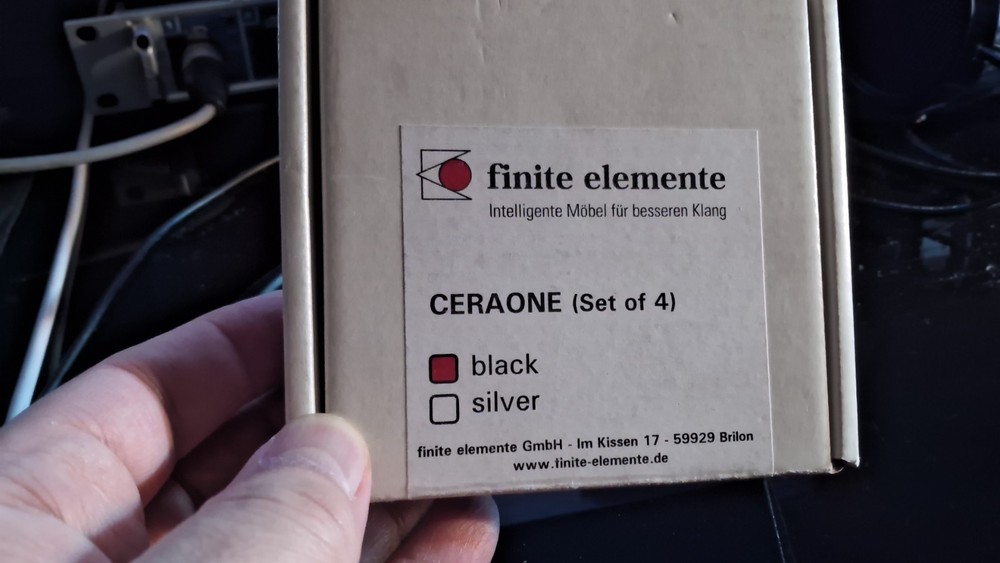 finite elemente
Intelligente Möbel für besseren Klang
CERAONE (Set of 4)
black
silver
finite elemente GmbH - Im Kissen 17 - 59929 Brilon
www.finite-elemente.de